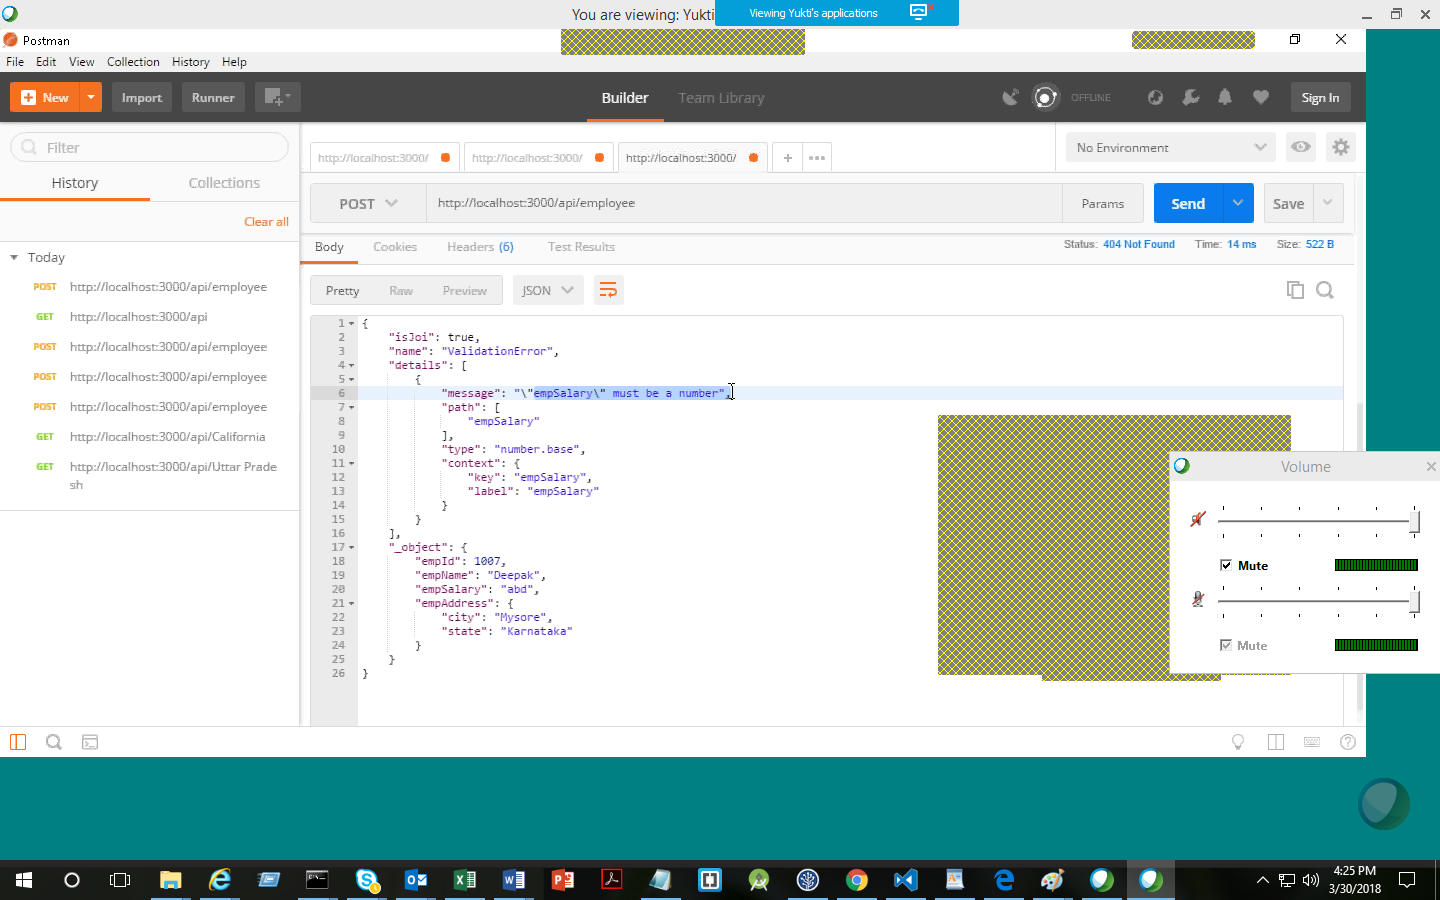 You are viewing: Yukti
Viewing Yukti's applications
Postman
File Edit View Collection History Help
New Import Runner Builder Team Library OFFLINE Sign In
Filter
History Collections
Clear all
Today
POST http://localhost:3000/api/employee
GET http://localhost:3000/api
POST http://localhost:3000/api/employee
POST http://localhost:3000/api/employee
POST http://localhost:3000/api/employee
GET http://localhost:3000/api/California
GET http://localhost:3000/api/Uttar Prade
sh
http://localhost:3000/ http://localhost:3000/ http://localhost:3000/ + ••• No Environment
POST http://localhost:3000/api/employee Params Send Save
Body Cookies Headers (6) Test Results Status: 404 Not Found Time: 14 ms Size: 522 B
Pretty Raw Preview JSON
1 {
2 "isJoi": true,
3 "name": "ValidationError",
4 "details": [
5 {
6 "message": "\"empSalary\" must be a number",
7 "path": [
8 "empSalary"
9 ],
10 "type": "number.base",
11 "context": {
12 "key": "empSalary",
13 "label": "empSalary"
14 }
15 }
16 ],
17 "_object": {
18 "empId": 1007,
19 "empName": "Deepak",
20 "empSalary": "abd",
21 "empAddress": {
22 "city": "Mysore",
23 "state": "Karnataka"
24 }
25 }
26 }
Volume
Mute
Mute
4:25 PM
3/30/2018